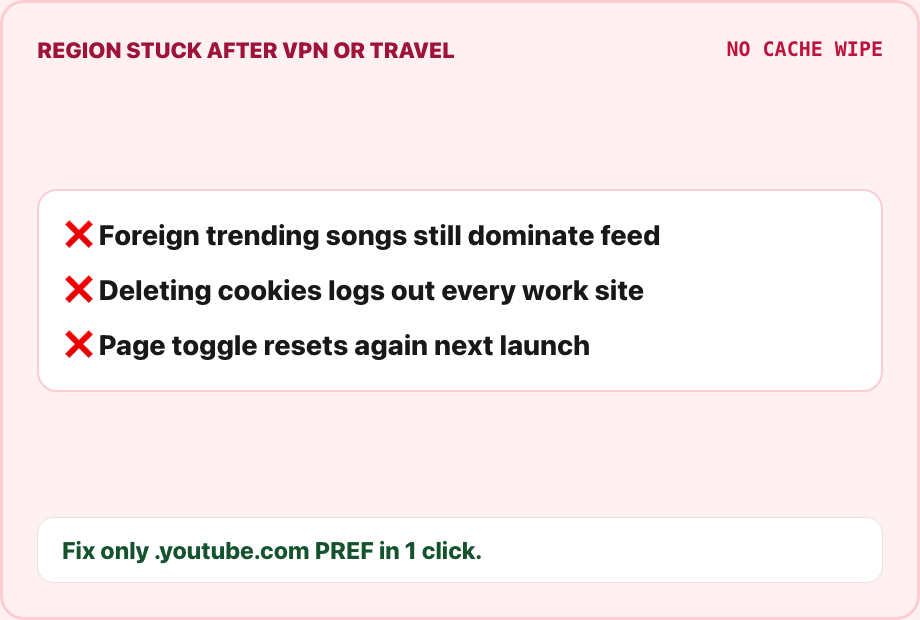 REGION STUCK AFTER VPN OR TRAVEL
NO CACHE WIPE
❌ Foreign trending songs still dominate feed
❌ Deleting cookies logs out every work site
❌ Page toggle resets again next launch
Fix only .youtube.com PREF in 1 click.